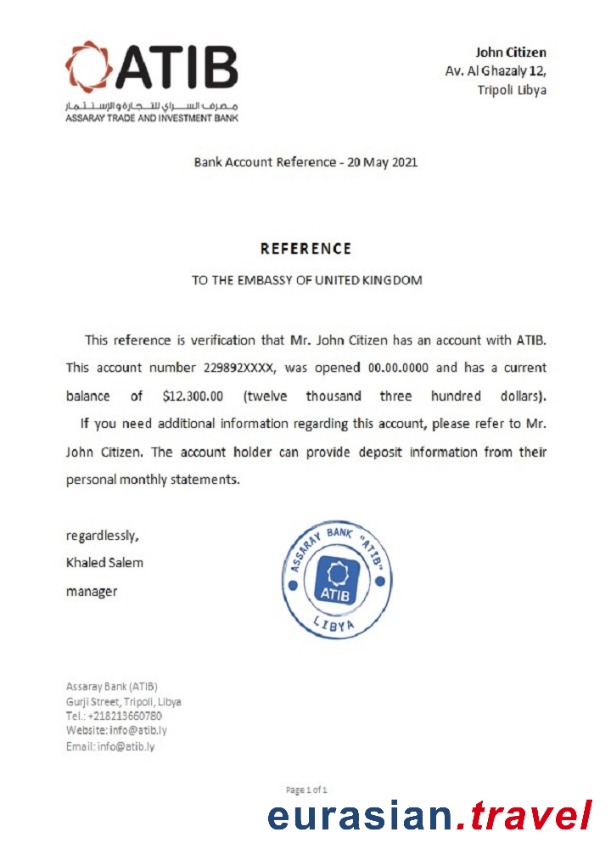 ATIB
مصرف السراي للتجارة والإستثمار
ASSARAY TRADE AND INVESTMENT BANK
John Citizen
Av. Al Ghazaly 12,
Tripoli Libya
Bank Account Reference - 20 May 2021
REFERENCE
TO THE EMBASSY OF UNITED KINGDOM
This reference is verification that Mr. John Citizen has an account with ATIB.
This account number 229892XXXX, was opened 00.00.0000 and has a current
balance of $12.300.00 (twelve thousand three hundred dollars).
If you need additional information regarding this account, please refer to Mr.
John Citizen. The account holder can provide deposit information from their
personal monthly statements.
regardlessly,
Khaled Salem
manager
ASSARAY BANK "ATIB"
ATIB
LIBYA
Assaray Bank (ATIB)
Gurji Street, Tripoli, Libya
Tel.: +218213660780
Website: info@atib.ly
Email: info@atib.ly
Page 1 of 1
eurasian.travel